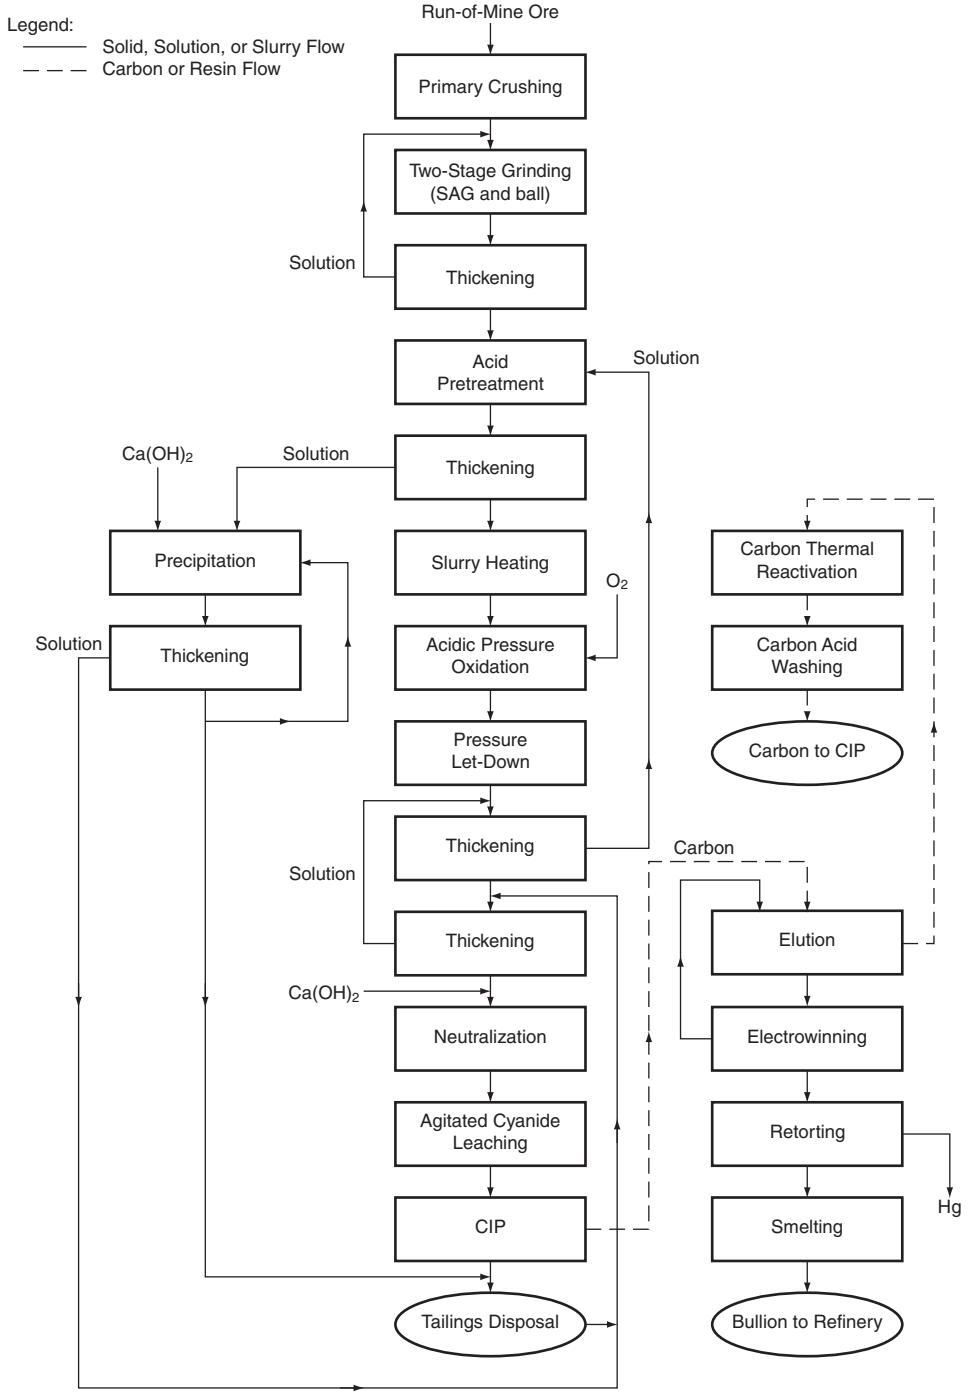 Run-of-Mine Ore
Legend:
Solid, Solution, or Slurry Flow
Carbon or Resin Flow
Primary Crushing
Two-Stage Grinding
(SAG and ball)
Solution
Thickening
Acid
Pretreatment
Solution
Ca(OH)₂
Solution
Thickening
Precipitation
Slurry Heating
O₂
Carbon Thermal
Reactivation
Solution
Thickening
Acidic Pressure
Oxidation
Carbon Acid
Washing
Pressure
Let-Down
Carbon to CIP
Thickening
Carbon
Solution
Thickening
Elution
Ca(OH)₂
Neutralization
Electrowinning
Agitated Cyanide
Leaching
Retorting
Hg
CIP
Smelting
Tailings Disposal
Bullion to Refinery